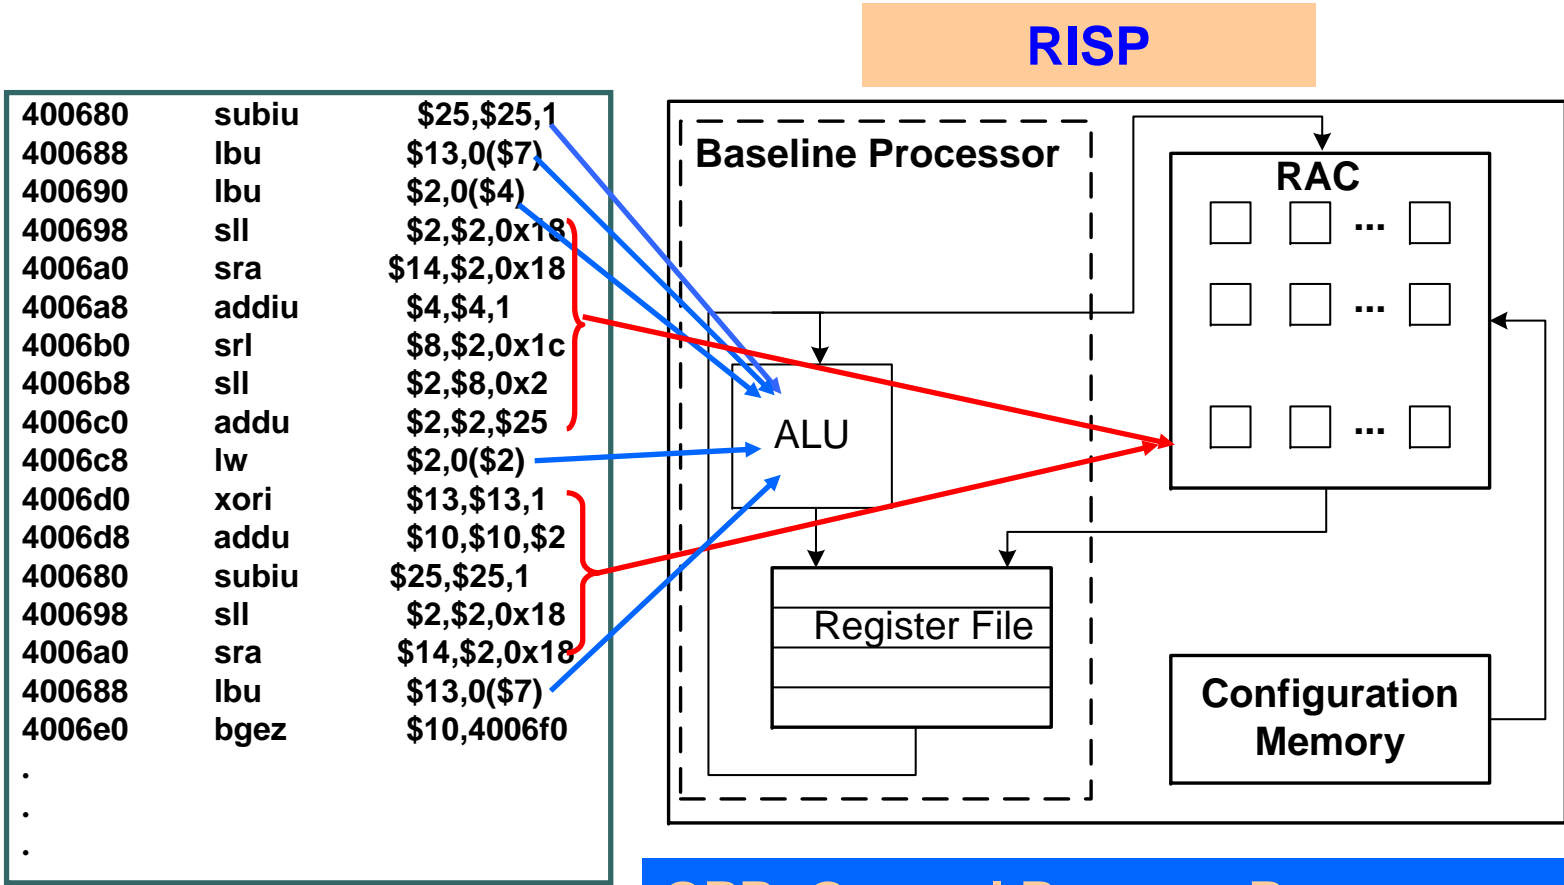 RISP
400680 subiu $25,$25,1
400688 lbu $13,0($7)
400690 lbu $2,0($4)
400698 sll $2,$2,0x18
4006a0 sra $14,$2,0x18
4006a8 addiu $4,$4,1
4006b0 srl $8,$2,0x1c
4006b8 sll $2,$8,0x2
4006c0 addu $2,$2,$25
4006c8 lw $2,0($2)
4006d0 xori $13,$13,1
4006d8 addu $10,$10,$2
400680 subiu $25,$25,1
400698 sll $2,$2,0x18
4006a0 sra $14,$2,0x18
400688 lbu $13,0($7)
4006e0 bgez $10,4006f0
.
.
.
Baseline Processor
ALU
Register File
RAC
...
...
...
Configuration
Memory